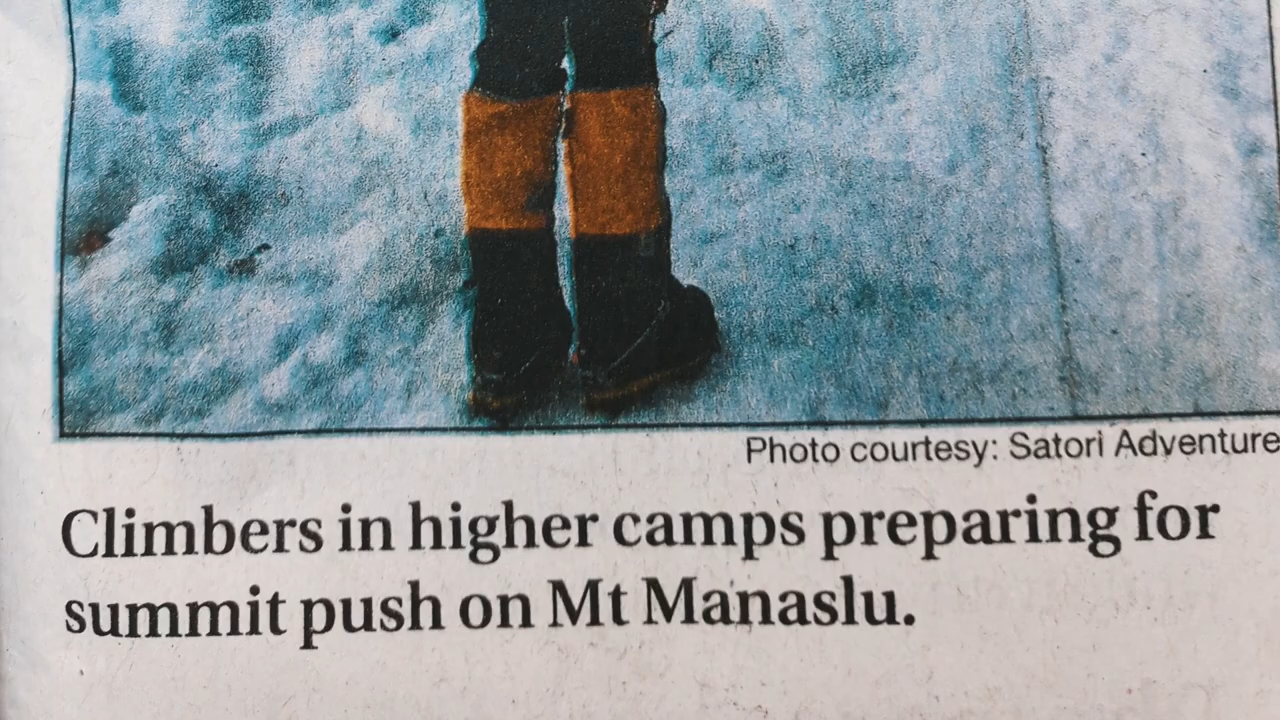 Photo courtesy: Satori Adventure
Climbers in higher camps preparing for
summit push on Mt Manaslu.